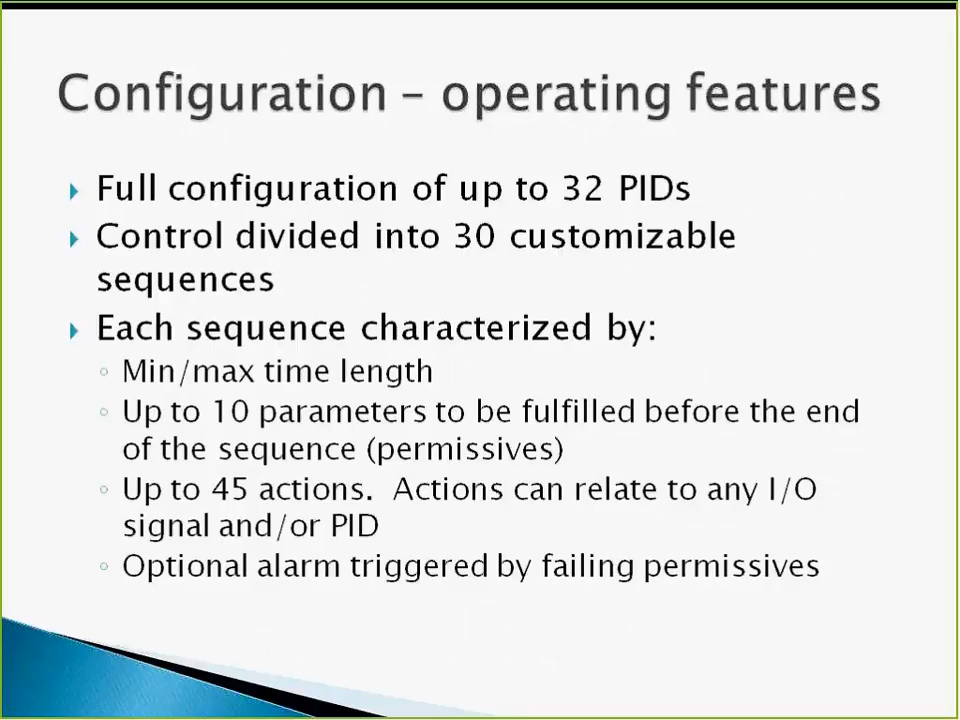 Configuration – operating features
Full configuration of up to 32 PIDs
Control divided into 30 customizable
sequences
Each sequence characterized by:
Min/max time length
Up to 10 parameters to be fulfilled before the end
of the sequence (permissives)
Up to 45 actions.  Actions can relate to any I/O
signal and/or PID
Optional alarm triggered by failing permissives